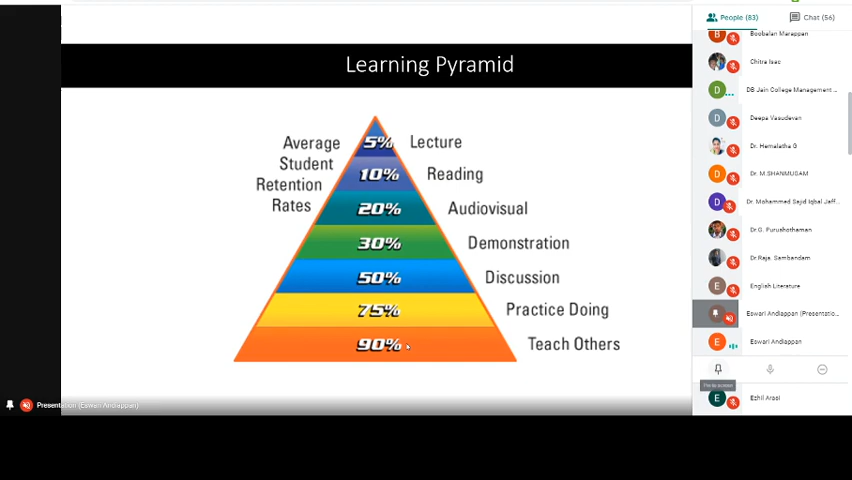 People (83)
Chat (56)
Learning Pyramid
Average
Student
Retention
Rates
5% Lecture
10% Reading
20% Audiovisual
30% Demonstration
50% Discussion
75% Practice Doing
90% Teach Others
Presentation (Eswari Andiappan)
B Boobalan Marappan
Chitra Isac
D DB Jain College Management ...
Deepa Vasudevan
Dr. Hemalatha G
D Dr. M.SHANMUGAM
D Dr. Mohammed Sajid Iqbal Jaff...
Dr.G. Purushothaman
Dr.Raja. Sambandam
E English Literature
Eswari Andiappan (Presentatio...
E Eswari Andiappan
E Ezhil Arasi